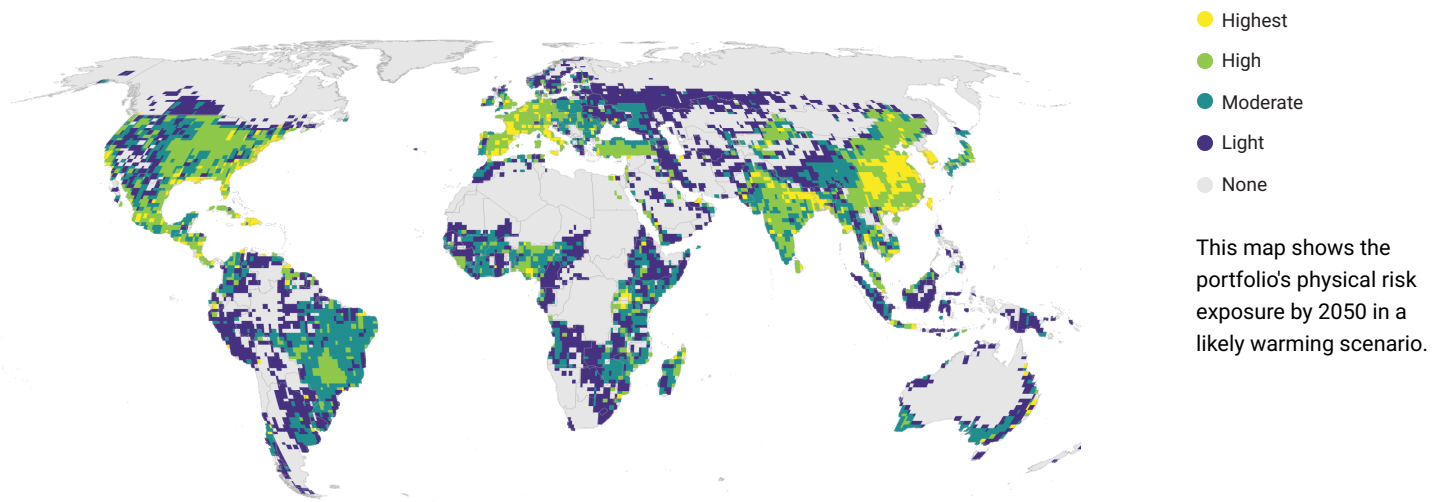 Highest
High
Moderate
Light
None
This map shows the
portfolio's physical risk
exposure by 2050 in a
likely warming scenario.